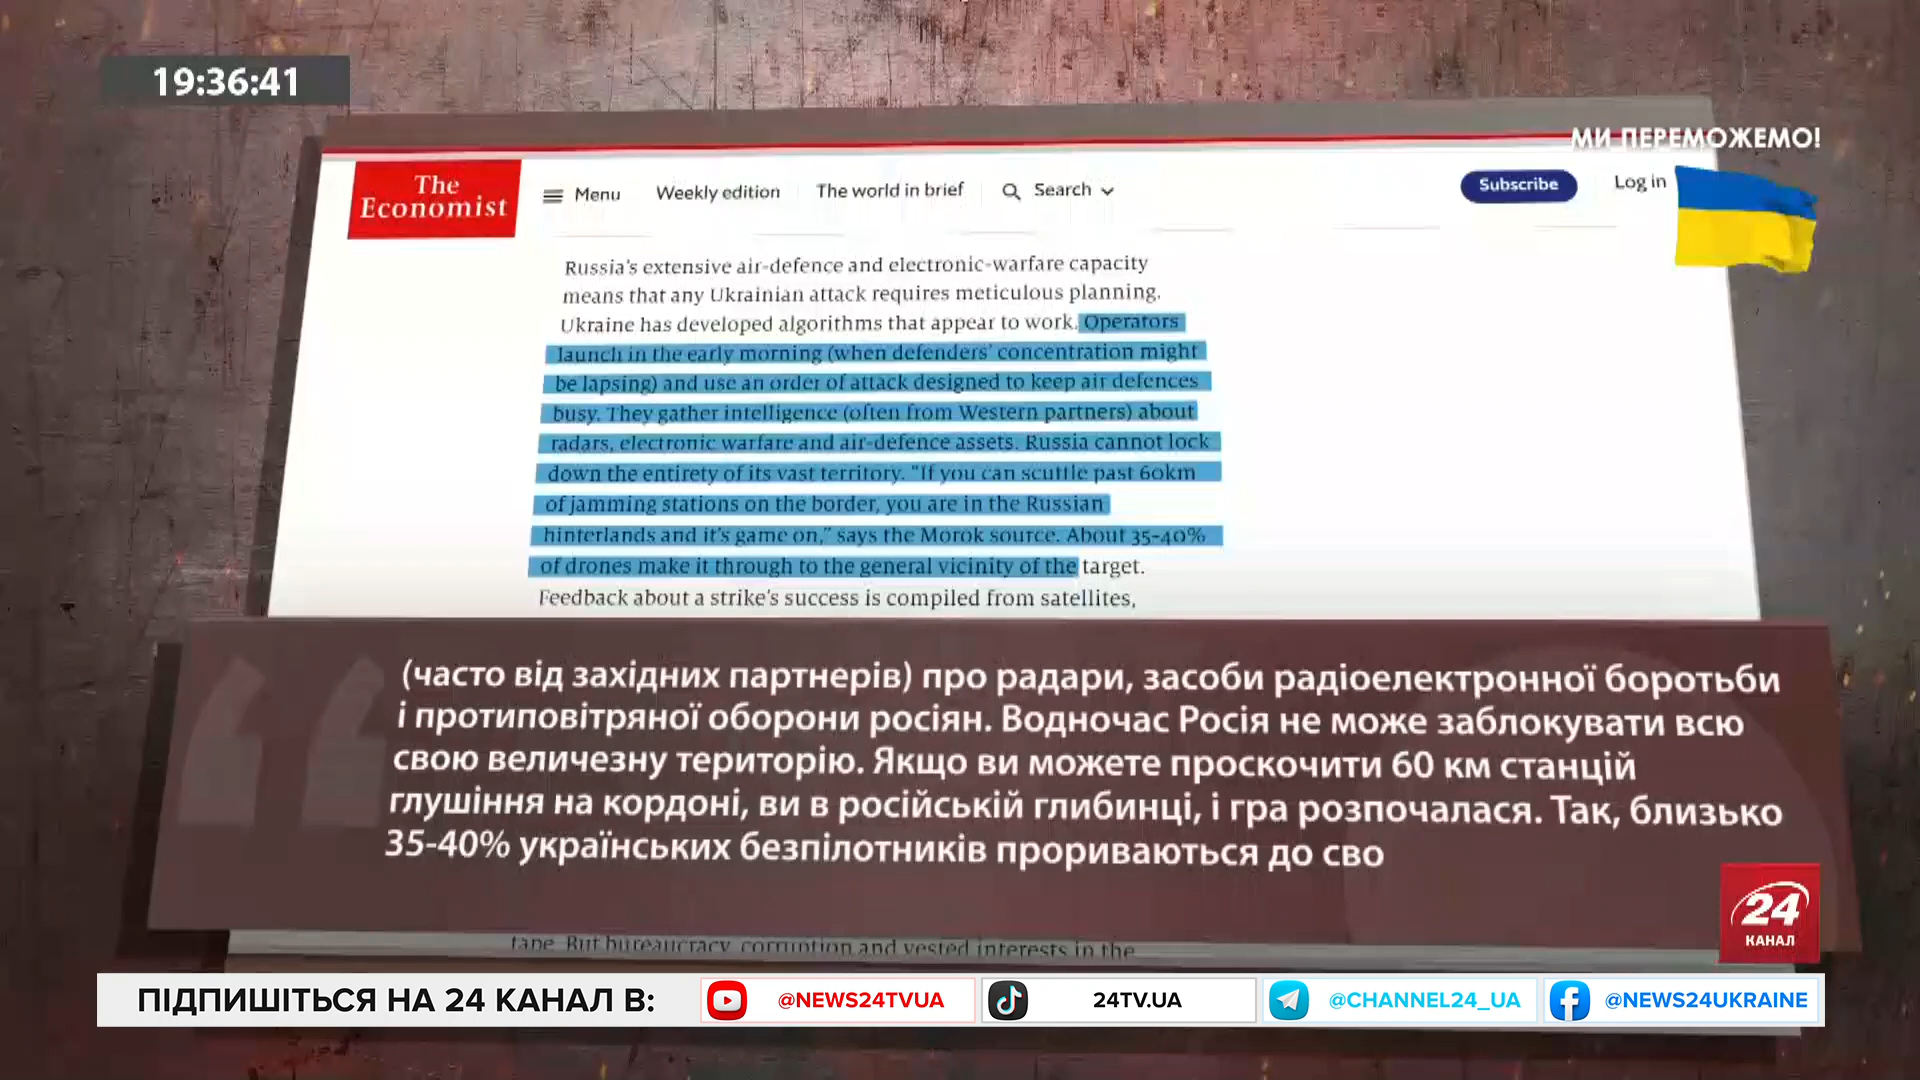 19:36:41
МИ ПЕРЕМОЖЕМО!
The
Economist
Menu
Weekly edition
The world in brief
Search
Subscribe
Log in
Russia's extensive air-defence and electronic-warfare capacity
means that any Ukrainian attack requires meticulous planning.
Ukraine has developed algorithms that appear to work. Operators
launch in the early morning (when defenders' concentration might
be lapsing) and use an order of attack designed to keep air defences
busy. They gather intelligence (often from Western partners) about
radars, electronic warfare and air-defence assets. Russia cannot lock
down the entirety of its vast territory. "If you can scuttle past 60km
of jamming stations on the border, you are in the Russian
hinterlands and it's game on," says the Morok source. About 35-40%
of drones make it through to the general vicinity of the target.
Feedback about a strike's success is compiled from satellites,
(часто від західних партнерів) про радари, засоби радіоелектронної боротьби
і протиповітряної оборони росіян. Водночас Росія не може заблокувати всю
свою величезну територію. Якщо ви можете проскочити 60 км станцій
глушіння на кордоні, ви в російській глибинці, і гра розпочалася. Так, близько
35-40% українських безпілотників прориваються до сво
tape. But bureaucracy, corruption and vested interests in the
24
КАНАЛ
ПІДПИШІТЬСЯ НА 24 КАНАЛ В:
@NEWS24TVUA
24TV.UA
@CHANNEL24_UA
@NEWS24UKRAINE